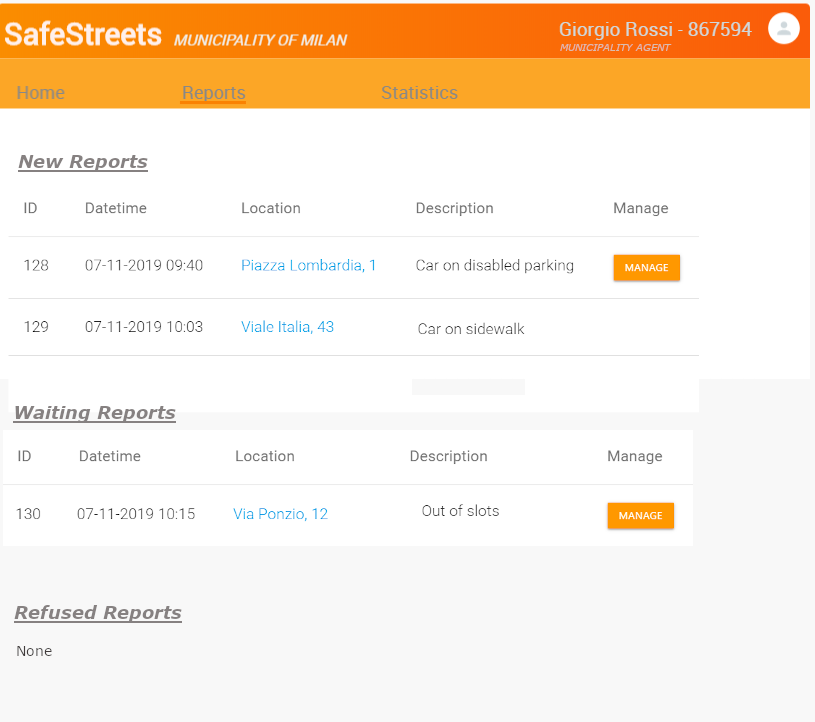 SafeStreets MUNICIPALITY OF MILAN Giorgio Rossi - 867594
MUNICIPALITY AGENT
Home Reports Statistics
New Reports
ID Datetime Location Description Manage
128 07-11-2019 09:40 Piazza Lombardia, 1 Car on disabled parking MANAGE
129 07-11-2019 10:03 Viale Italia, 43 Car on sidewalk
Waiting Reports
ID Datetime Location Description Manage
130 07-11-2019 10:15 Via Ponzio, 12 Out of slots MANAGE
Refused Reports
None